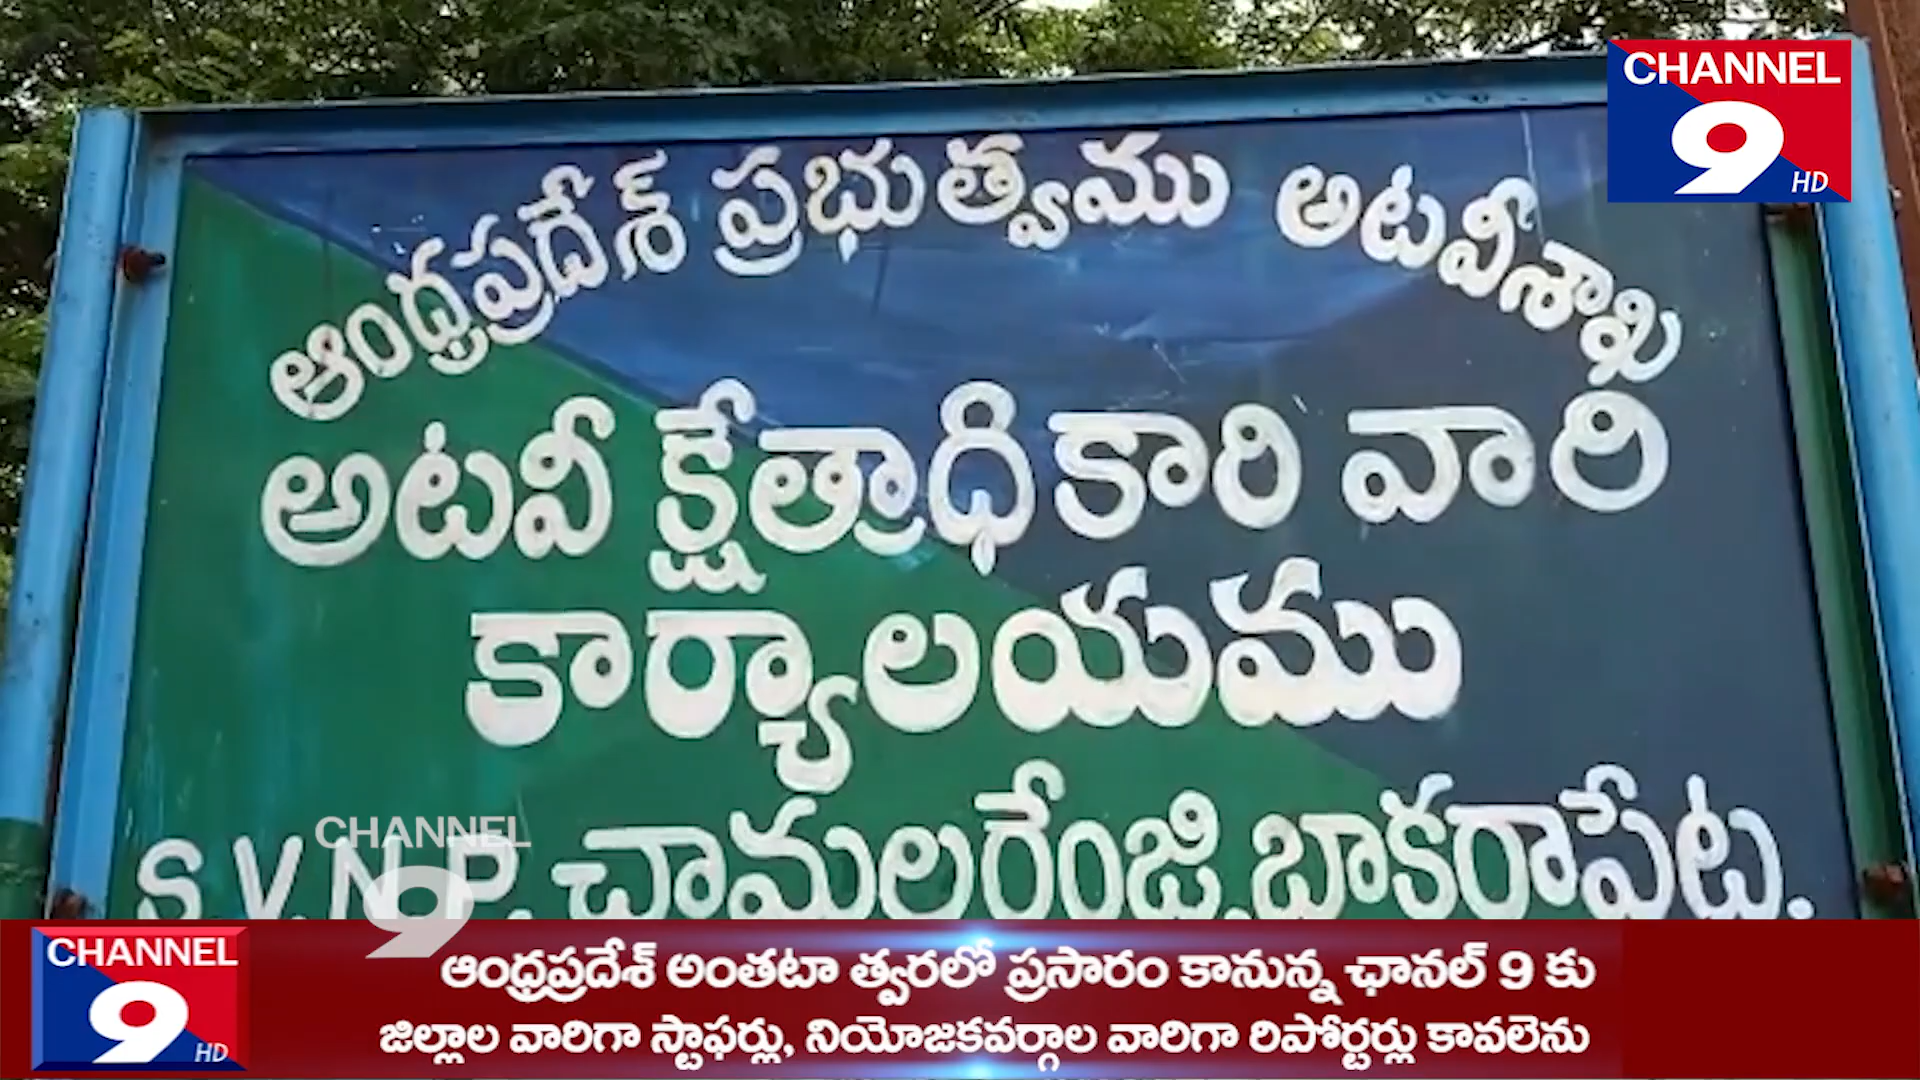 CHANNEL
9
HD
ఆంధ్రప్రదేశ్ ప్రభుత్వము అటవీశాఖ
అటవీ క్షేత్రాధికారి వారి
కార్యాలయము
S.V.N.P. చామలరేంజి, బాకరాపేట.
CHANNEL
9
CHANNEL
9
HD
ఆంధ్రప్రదేశ్ అంతటా త్వరలో ప్రసారం కానున్న ఛానల్ 9 కు
జిల్లాల వారిగా స్టాఫర్లు, నియోజకవర్గాల వారిగా రిపోర్టర్లు కావలెను